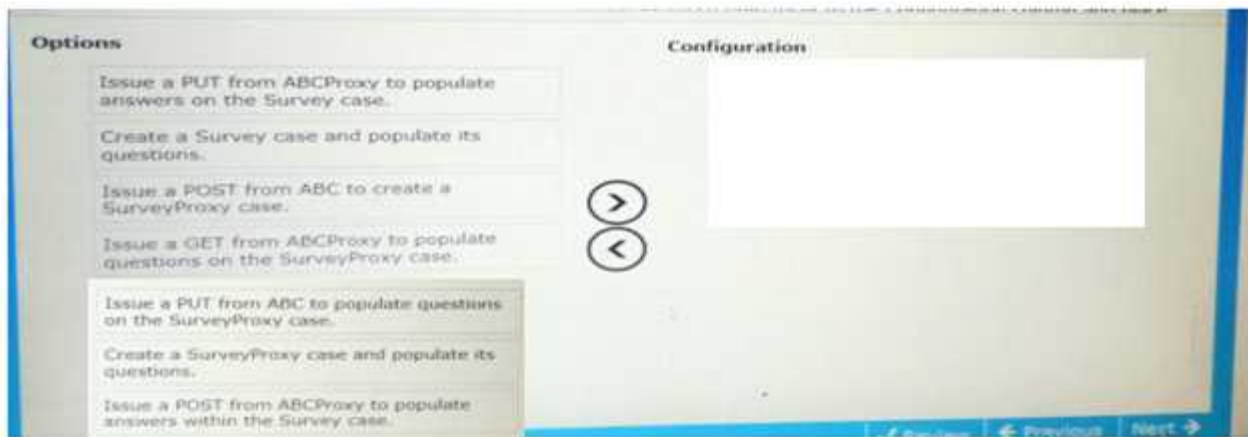 Options
Configuration
Issue a PUT from ABCProxy to populate
answers on the Survey case.
Create a Survey case and populate its
questions.
Issue a POST from ABC to create a
SurveyProxy case.
Issue a GET from ABCProxy to populate
questions on the SurveyProxy case.
Issue a PUT from ABC to populate questions
on the SurveyProxy case.
Create a SurveyProxy case and populate its
questions.
Issue a POST from ABCProxy to populate
answers within the Survey case.
Previous
Next